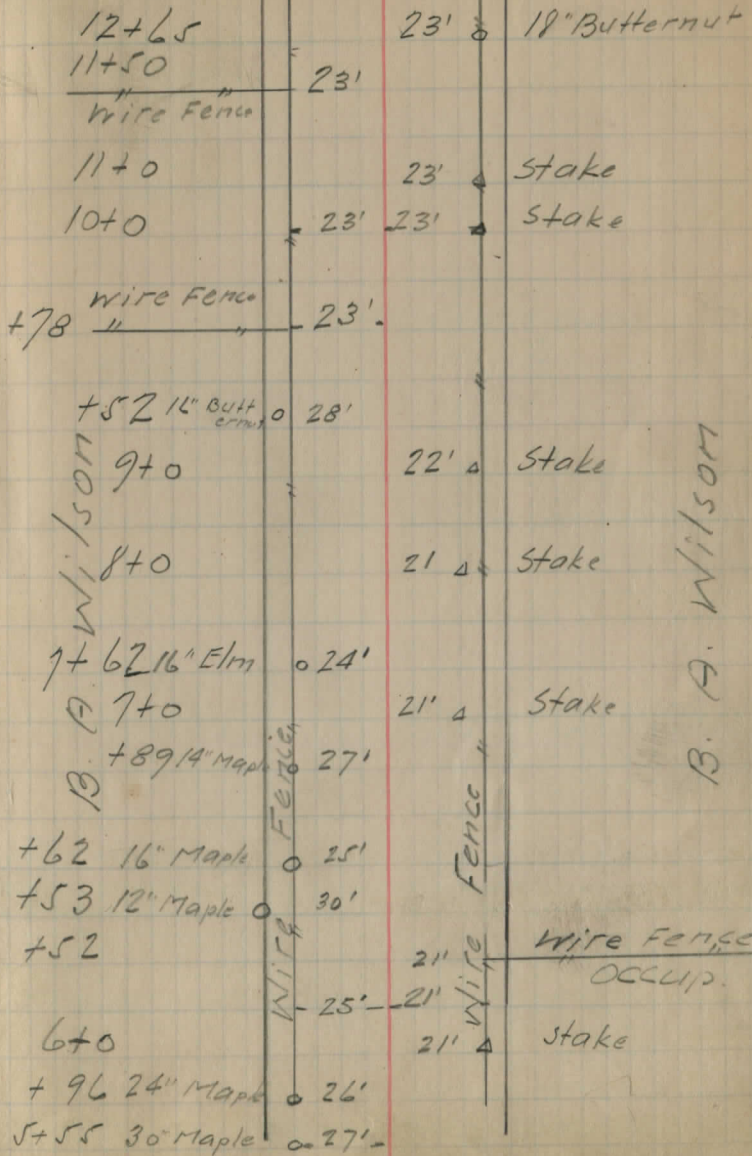 12+65 23' 18" Butternut
11+50 23'
" "
Wire Fence
11+0 23' Stake
10+0 23' 23' Stake
Wire Fence
+78 " " 23'
+52 16" Butternut 28'
9+0 22' Stake
8+0 21 Stake
7+62 16" Elm 24'
7+0 21' Stake
+89 14" Maple 27'
+62 16" Maple 25'
+53 12" Maple 30'
+52 21' Wire Fence
Occup.
25' 21'
6+0 21' Stake
+96 24" Maple 26'
5+55 30" Maple 27'
B. A. Wilson
Wire Fence
Wire Fence
B. A. Wilson